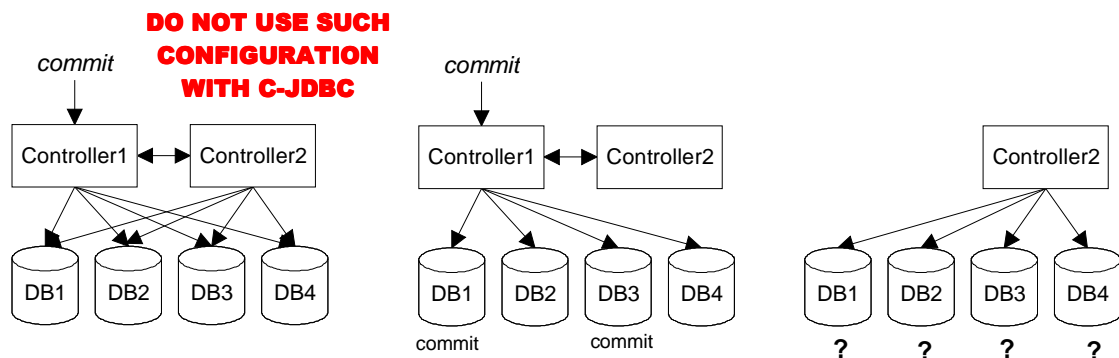 DO NOT USE SUCH
CONFIGURATION
WITH C-JDBC
commit
Controller1
Controller2
DB1
DB2
DB3
DB4
commit
Controller1
Controller2
DB1
DB2
DB3
DB4
commit
commit
Controller2
DB1
DB2
DB3
DB4
?
?
?
?